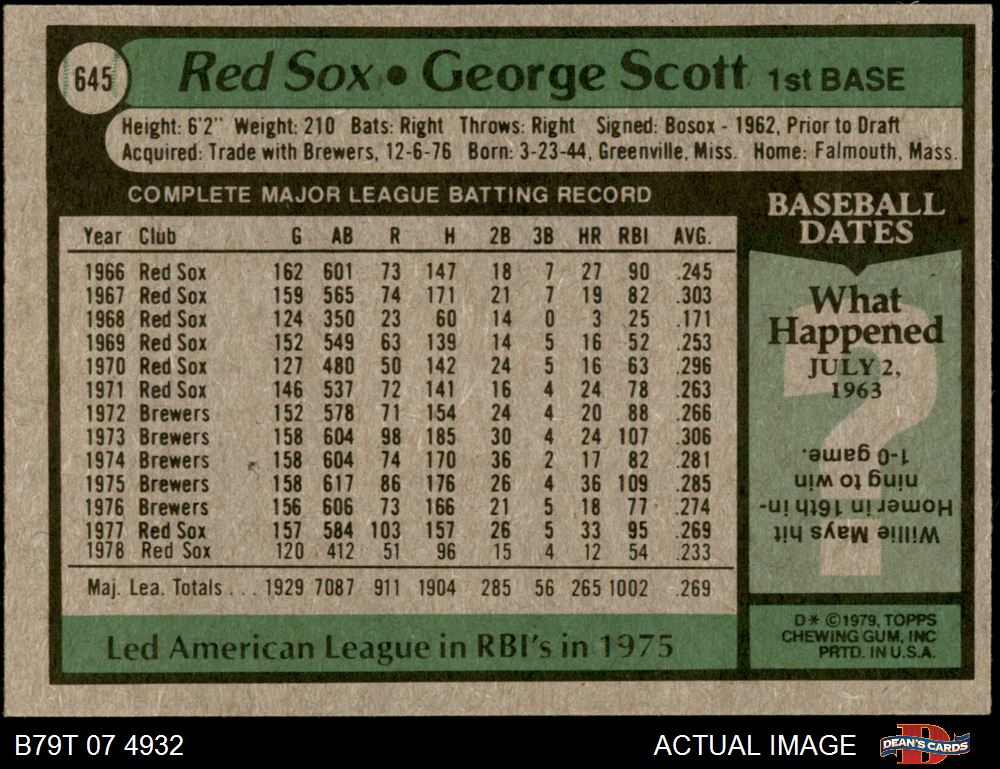 645
Red Sox • George Scott 1st BASE
Height: 6'2" Weight: 210 Bats: Right Throws: Right Signed: Bosox - 1962, Prior to Draft
Acquired: Trade with Brewers, 12-6-76 Born: 3-23-44, Greenville, Miss. Home: Falmouth, Mass.
COMPLETE MAJOR LEAGUE BATTING RECORD
Year Club G AB R H 2B 3B HR RBI AVG.
1966 Red Sox 162 601 73 147 18 7 27 90 .245
1967 Red Sox 159 565 74 171 21 7 19 82 .303
1968 Red Sox 124 350 23 60 14 0 3 25 .171
1969 Red Sox 152 549 63 139 14 5 16 52 .253
1970 Red Sox 127 480 50 142 24 5 16 63 .296
1971 Red Sox 146 537 72 141 16 4 24 78 .263
1972 Brewers 152 578 71 154 24 4 20 88 .266
1973 Brewers 158 604 98 185 30 4 24 107 .306
1974 Brewers 158 604 74 170 36 2 17 82 .281
1975 Brewers 158 617 86 176 26 4 36 109 .285
1976 Brewers 156 606 73 166 21 5 18 77 .274
1977 Red Sox 157 584 103 157 26 5 33 95 .269
1978 Red Sox 120 412 51 96 15 4 12 54 .233
Maj. Lea. Totals . . . 1929 7087 911 1904 285 56 265 1002 .269
Led American League in RBI's in 1975
BASEBALL
DATES
What
Happened
JULY 2,
1963
?
Willie Mays hit
Homer in 16th in-
ning to win
1-0 game.
D* ©1979, TOPPS
CHEWING GUM, INC
PRTD. IN U.S.A.
B79T 07 4932
ACTUAL IMAGE
D
DEAN'S CARDS